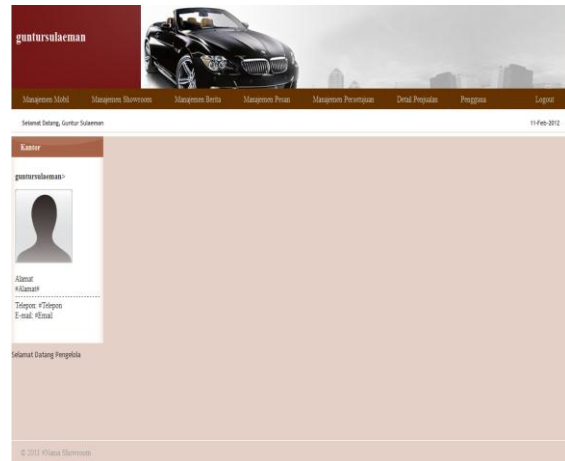 guntursulaeman
Manajemen Mobil Manajemen Showroom Manajemen Berita Manajemen Pesan Manajemen Persetujuan Detail Penjualan Pengguna Logout
Selamat Datang, Guntur Sulaeman 11-Feb-2012
Kantor
guntursulaeman>
Alamat
#Alamat#
Telepon: #Telepon
E-mail: #Email
Selamat Datang Pengelola
© 2011 #Nama Showroom